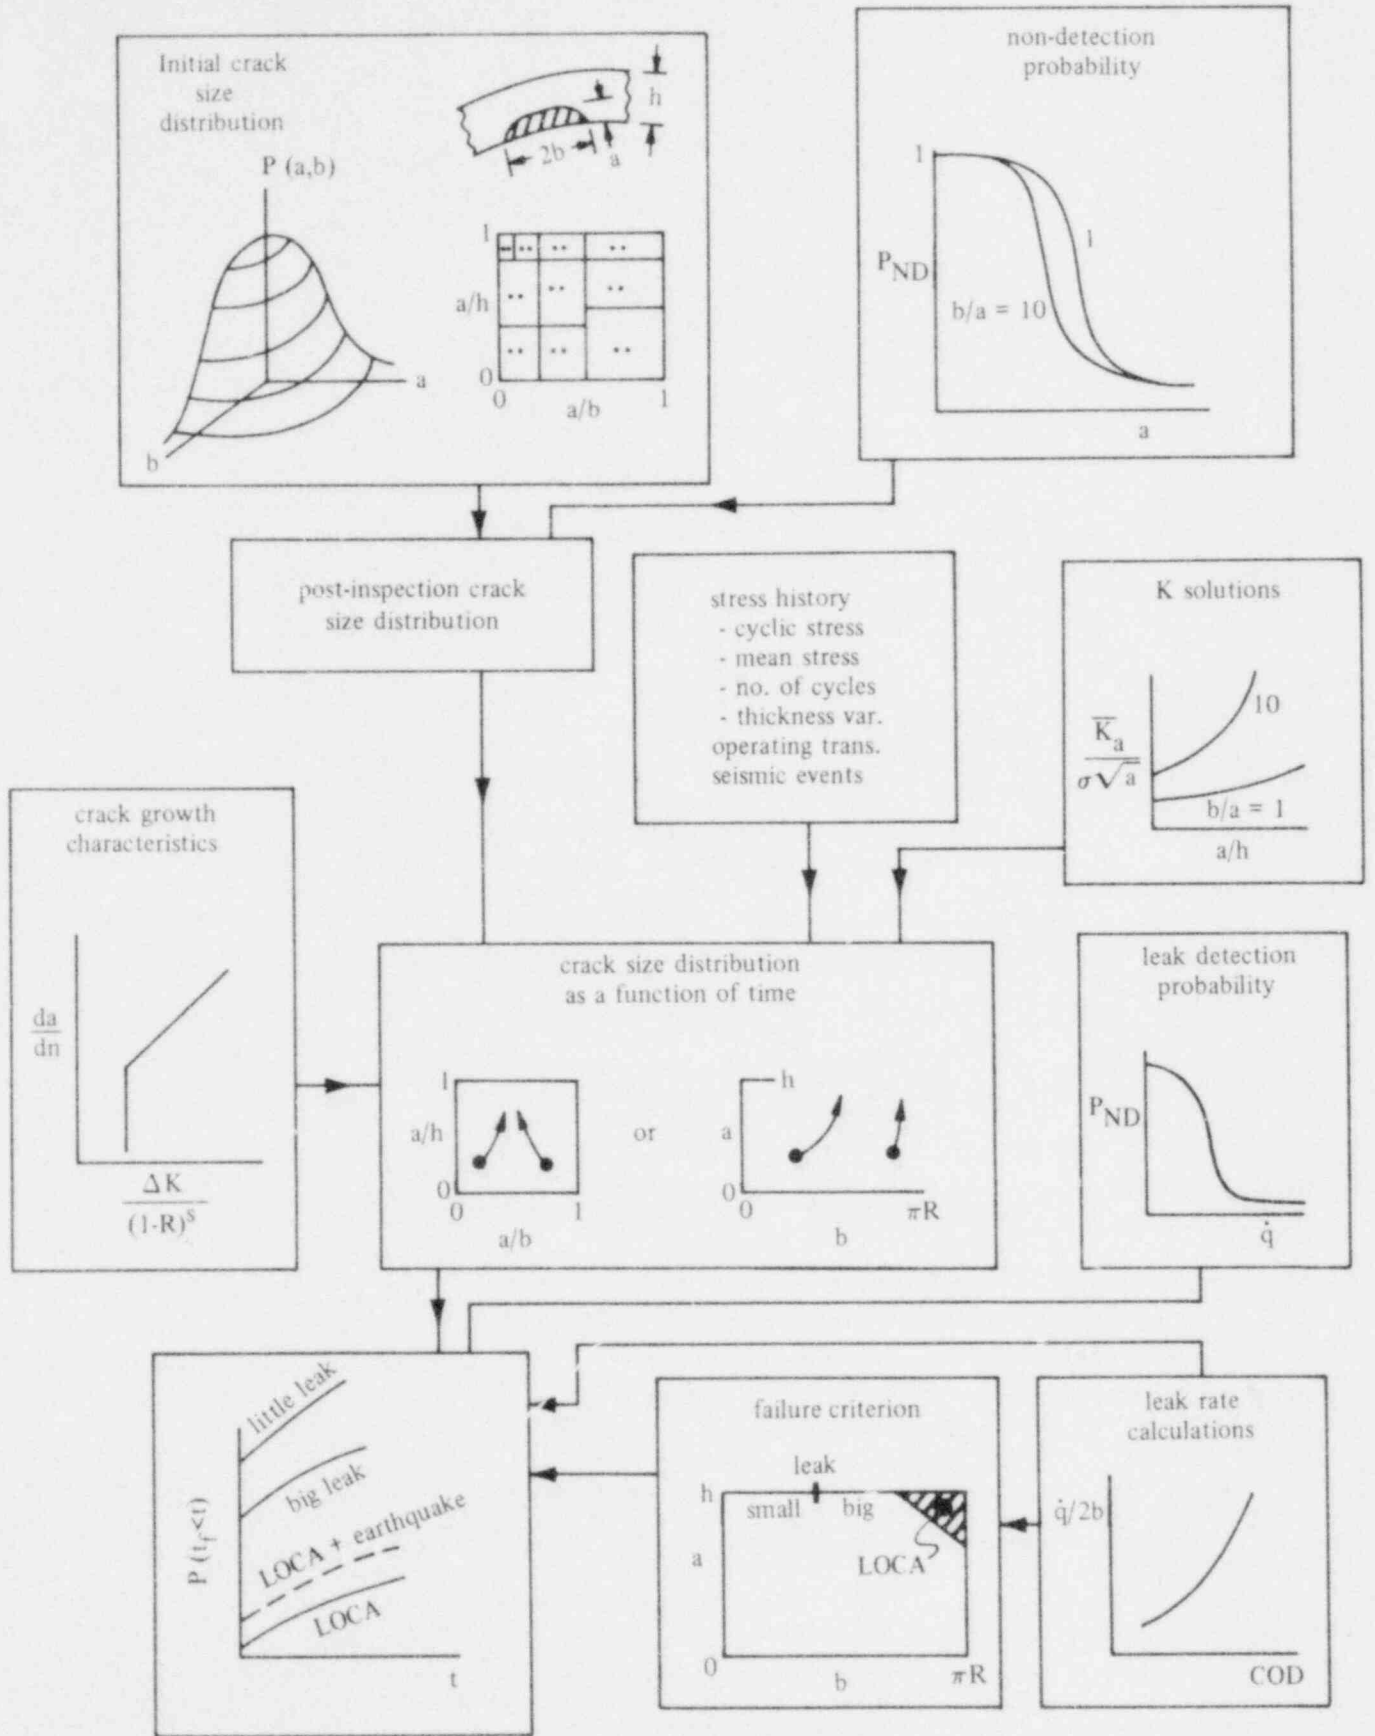 Initial crack
size
distribution
P (a,b)
a
b
h
2b
a
1
a/h
0
0
a/b
1
non-detection
probability
1
P_ND
1
b/a = 10
a
post-inspection crack
size distribution
stress history
- cyclic stress
- mean stress
- no. of cycles
- thickness var.
operating trans.
seismic events
K solutions
10
K̅_a
σ√a
b/a = 1
a/h
crack growth
characteristics
da
dn
ΔK
(1-R)^s
crack size distribution
as a function of time
1
a/h
0
0
1
a/b
or
h
a
0
0
πR
b
leak detection
probability
P_ND
q̇
little leak
big leak
LOCA + earthquake
LOCA
P (t_f<t)
t
failure criterion
leak
h
small
big
a
LOCA
0
b
πR
leak rate
calculations
q̇/2b
COD